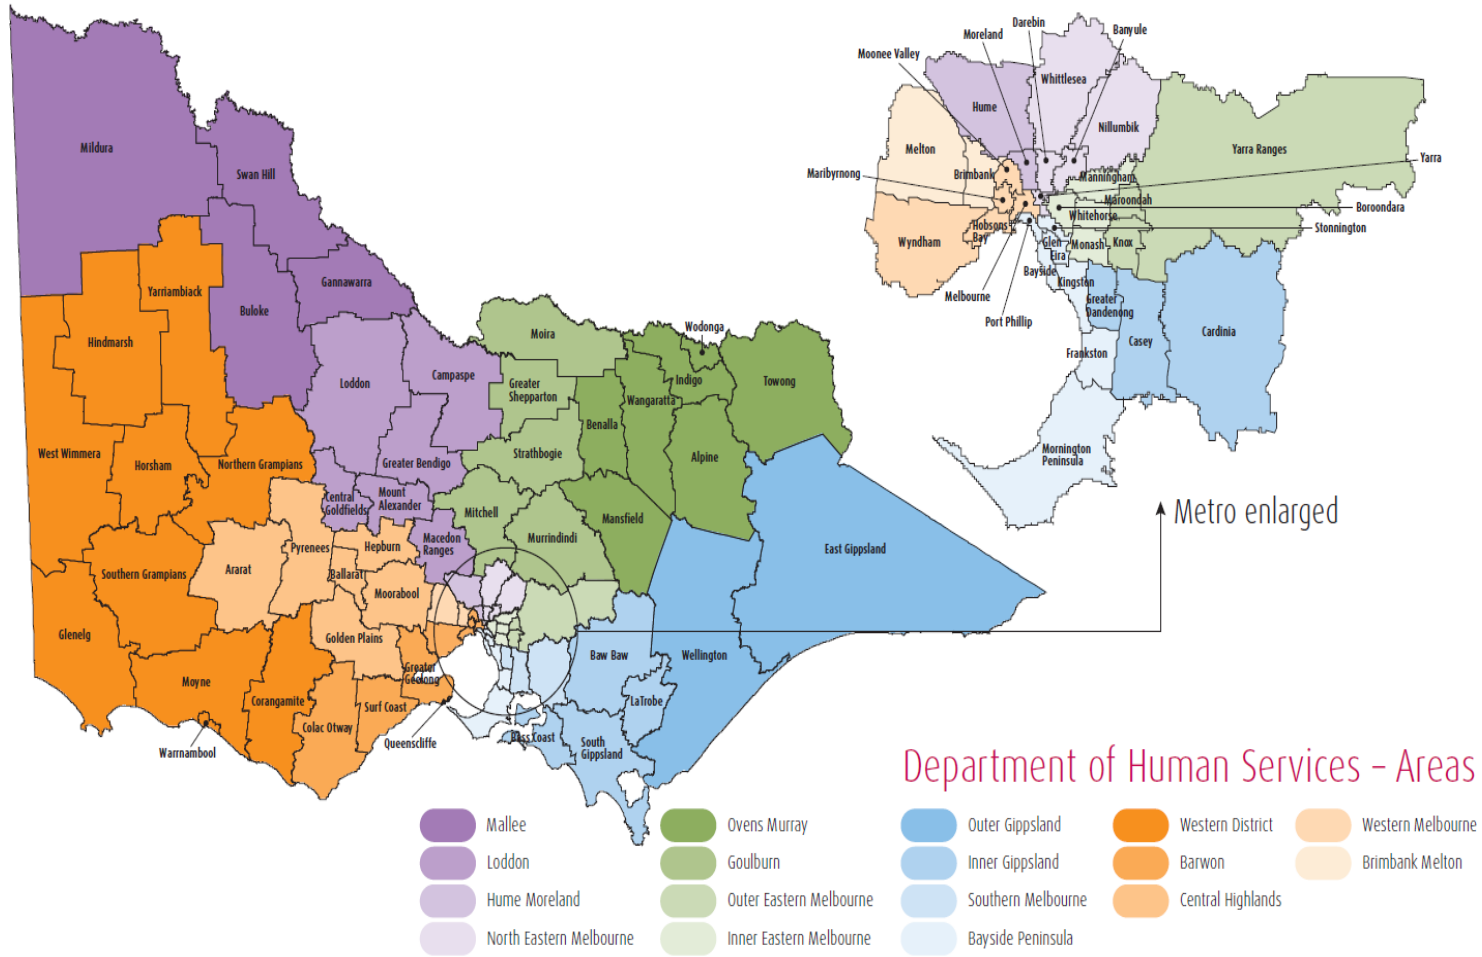 Mildura
Swan Hill
Gannawarra
Yarriambiack
Buloke
Hindmarsh
West Wimmera
Horsham
Northern Grampians
Loddon
Campaspe
Greater Bendigo
Central
Goldfields
Mount
Alexander
Macedon
Ranges
Moira
Greater
Shepparton
Strathbogie
Mitchell
Murrindindi
Wodonga
Indigo
Wangaratta
Benalla
Towong
Alpine
Mansfield
East Gippsland
Wellington
Baw Baw
LaTrobe
South
Gippsland
Bass Coast
Southern Grampians
Glenelg
Moyne
Warrnambool
Corangamite
Ararat
Pyrenees
Hepburn
Ballarat
Moorabool
Golden Plains
Greater
Geelong
Surf Coast
Colac Otway
Queenscliffe
Darebin
Moreland
Banyule
Moonee Valley
Whittlesea
Hume
Nillumbik
Melton
Brimbank
Maribyrnong
Yarra Ranges
Yarra
Manningham
Maroondah
Boroondara
Whitehorse
Stonnington
Hobsons
Bay
Wyndham
Glen
Eira
Monash
Knox
Bayside
Kingston
Melbourne
Port Phillip
Greater
Dandenong
Casey
Cardinia
Frankston
Mornington
Peninsula
Metro enlarged
Department of Human Services – Areas
Mallee
Loddon
Hume Moreland
North Eastern Melbourne
Ovens Murray
Goulburn
Outer Eastern Melbourne
Inner Eastern Melbourne
Outer Gippsland
Inner Gippsland
Southern Melbourne
Bayside Peninsula
Western District
Barwon
Central Highlands
Western Melbourne
Brimbank Melton